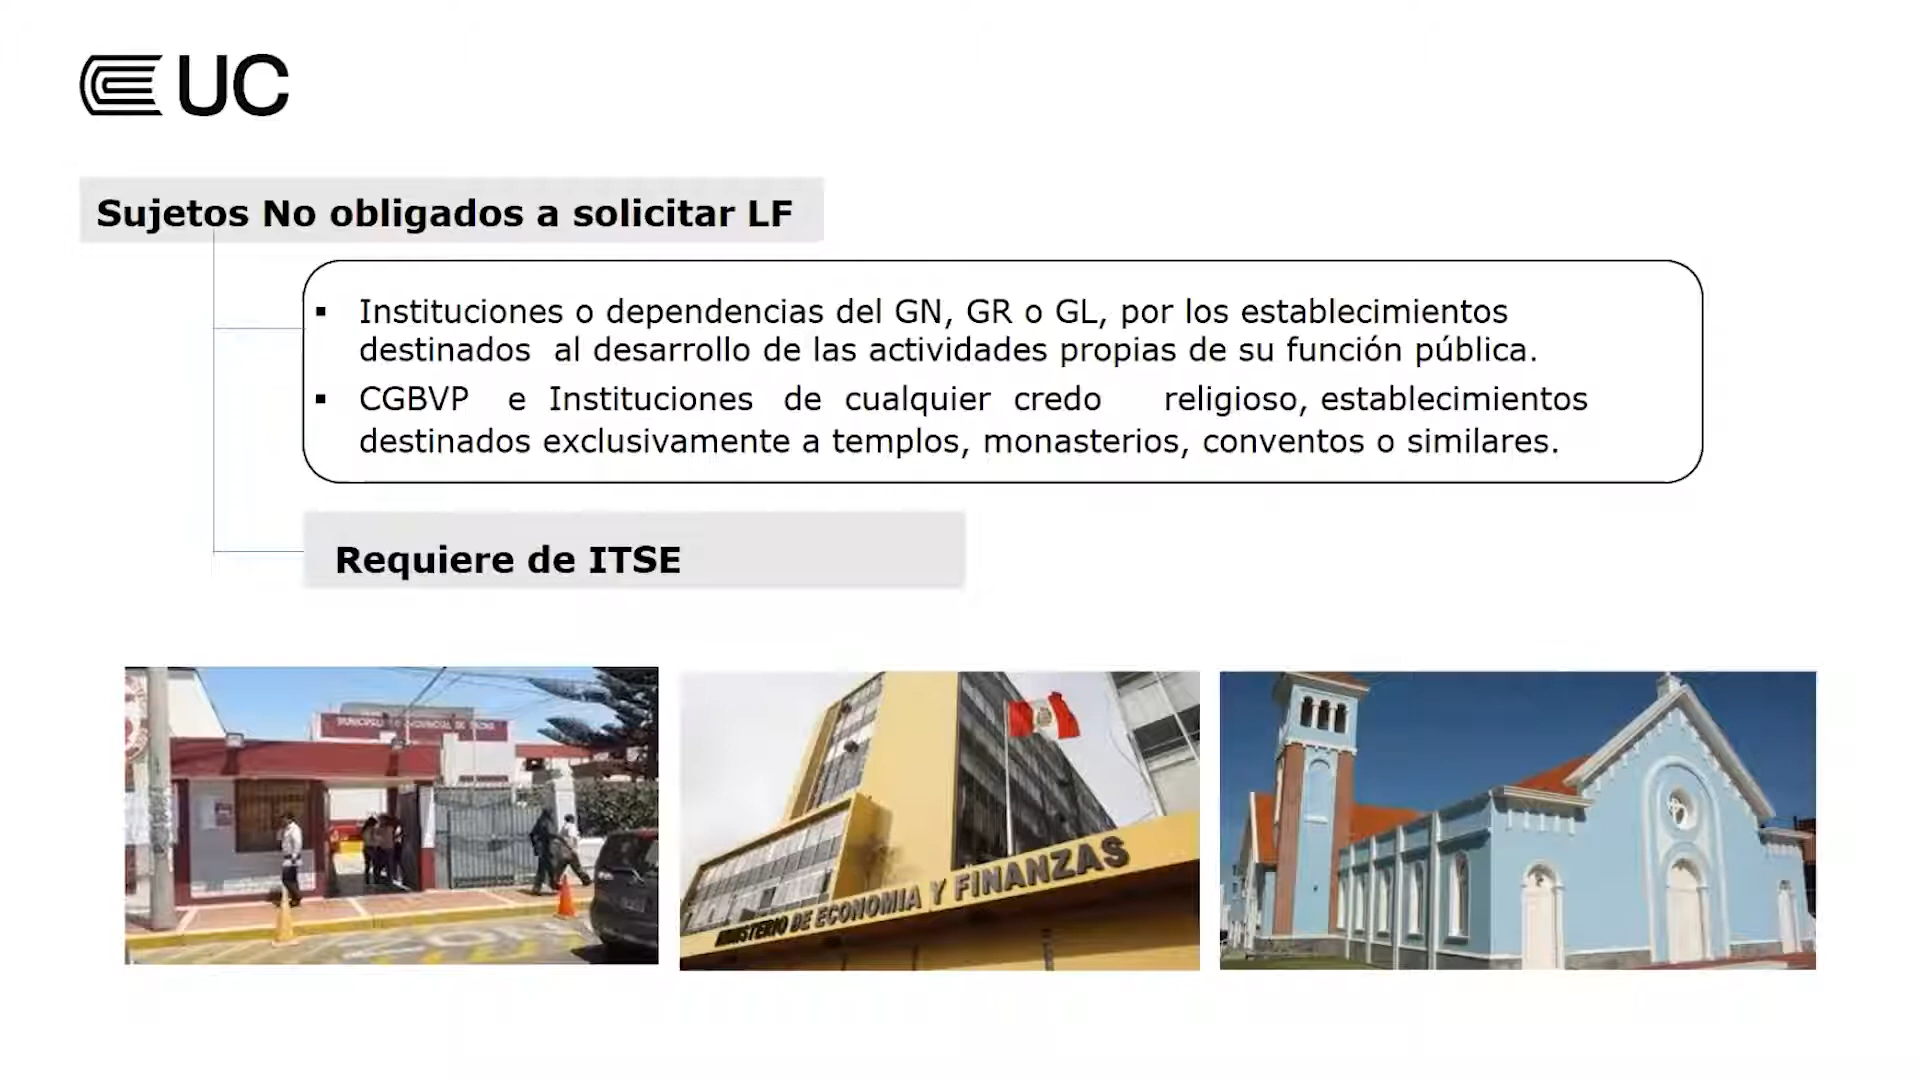 UC
Sujetos No obligados a solicitar LF
▪ Instituciones o dependencias del GN, GR o GL, por los establecimientos
destinados al desarrollo de las actividades propias de su función pública.
▪ CGBVP e Instituciones de cualquier credo religioso, establecimientos
destinados exclusivamente a templos, monasterios, conventos o similares.
Requiere de ITSE
MINISTERIO DE ECONOMIA Y FINANZAS